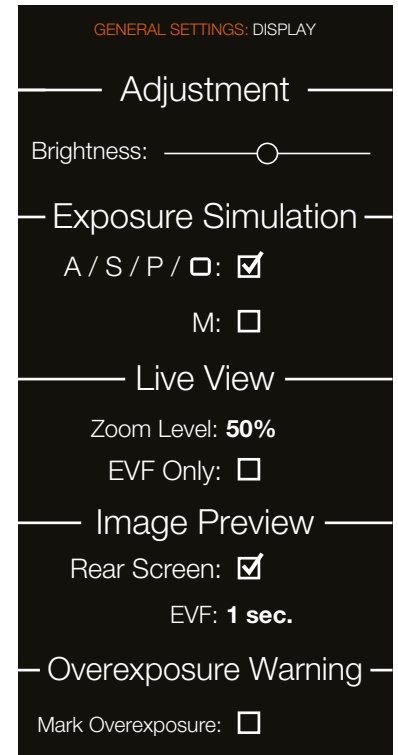 GENERAL SETTINGS: DISPLAY
Adjustment
Brightness:
Exposure Simulation
A / S / P / :
M:
Live View
Zoom Level: 50%
EVF Only:
Image Preview
Rear Screen:
EVF: 1 sec.
Overexposure Warning
Mark Overexposure: